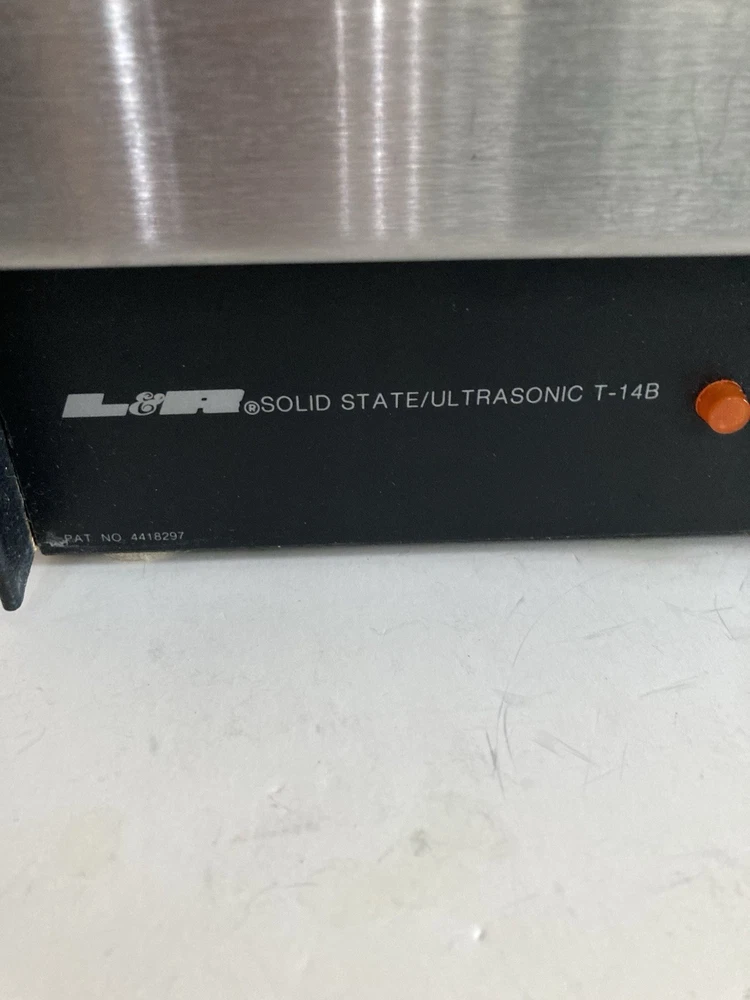 L&R®SOLID STATE/ULTRASONIC T-14B
PAT NO. 4418297